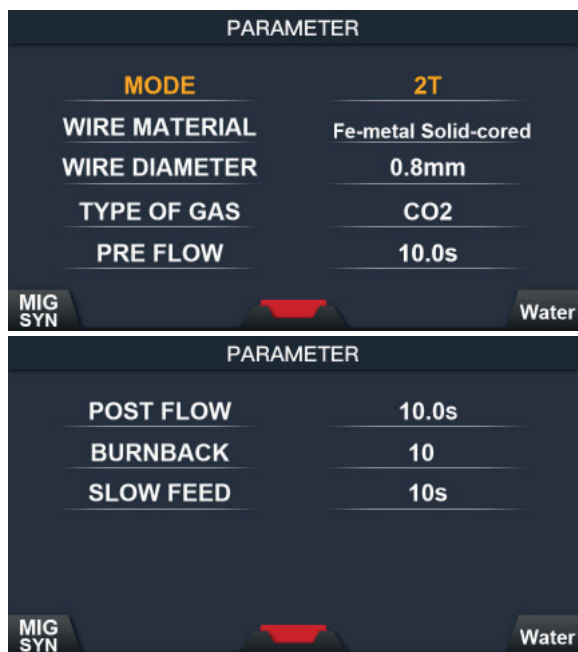 PARAMETER
MODE 2T
WIRE MATERIAL Fe-metal Solid-cored
WIRE DIAMETER 0.8mm
TYPE OF GAS CO2
PRE FLOW 10.0s
MIG
SYN
Water
PARAMETER
POST FLOW 10.0s
BURNBACK 10
SLOW FEED 10s
MIG
SYN
Water